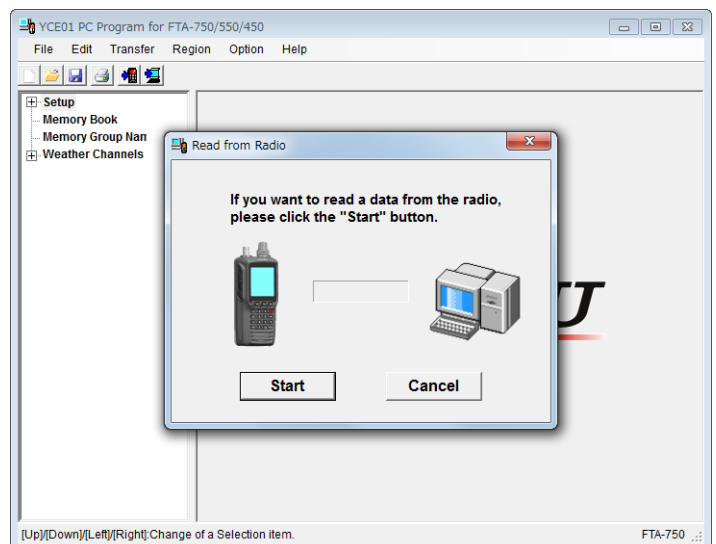 YCE01 PC Program for FTA-750/550/450
File Edit Transfer Region Option Help
Setup
Memory Book
Memory Group Nan
Weather Channels
Read from Radio
If you want to read a data from the radio,
please click the "Start" button.
Start Cancel
[Up]/[Down]/[Left]/[Right]:Change of a Selection item. FTA-750